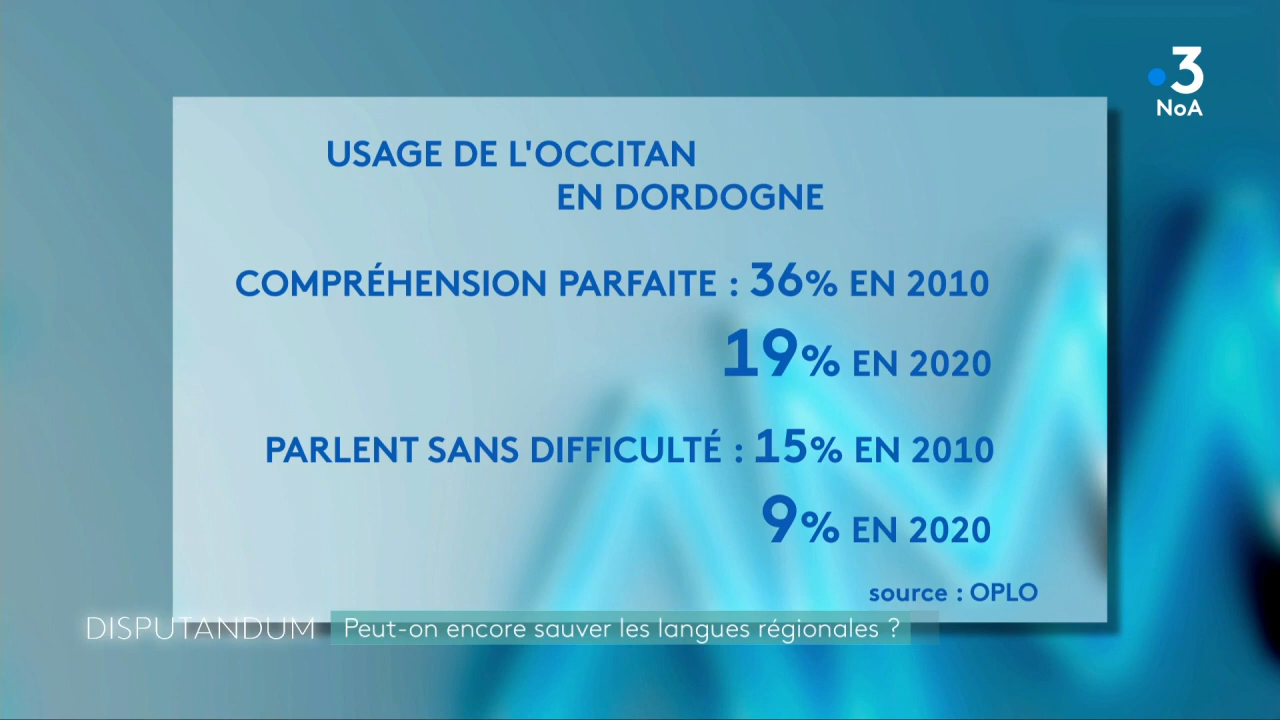 3
NoA
USAGE DE L'OCCITAN
EN DORDOGNE
COMPRÉHENSION PARFAITE : 36% EN 2010
19% EN 2020
PARLENT SANS DIFFICULTÉ : 15% EN 2010
9% EN 2020
source : OPLO
DISPUTANDUM Peut-on encore sauver les langues régionales ?